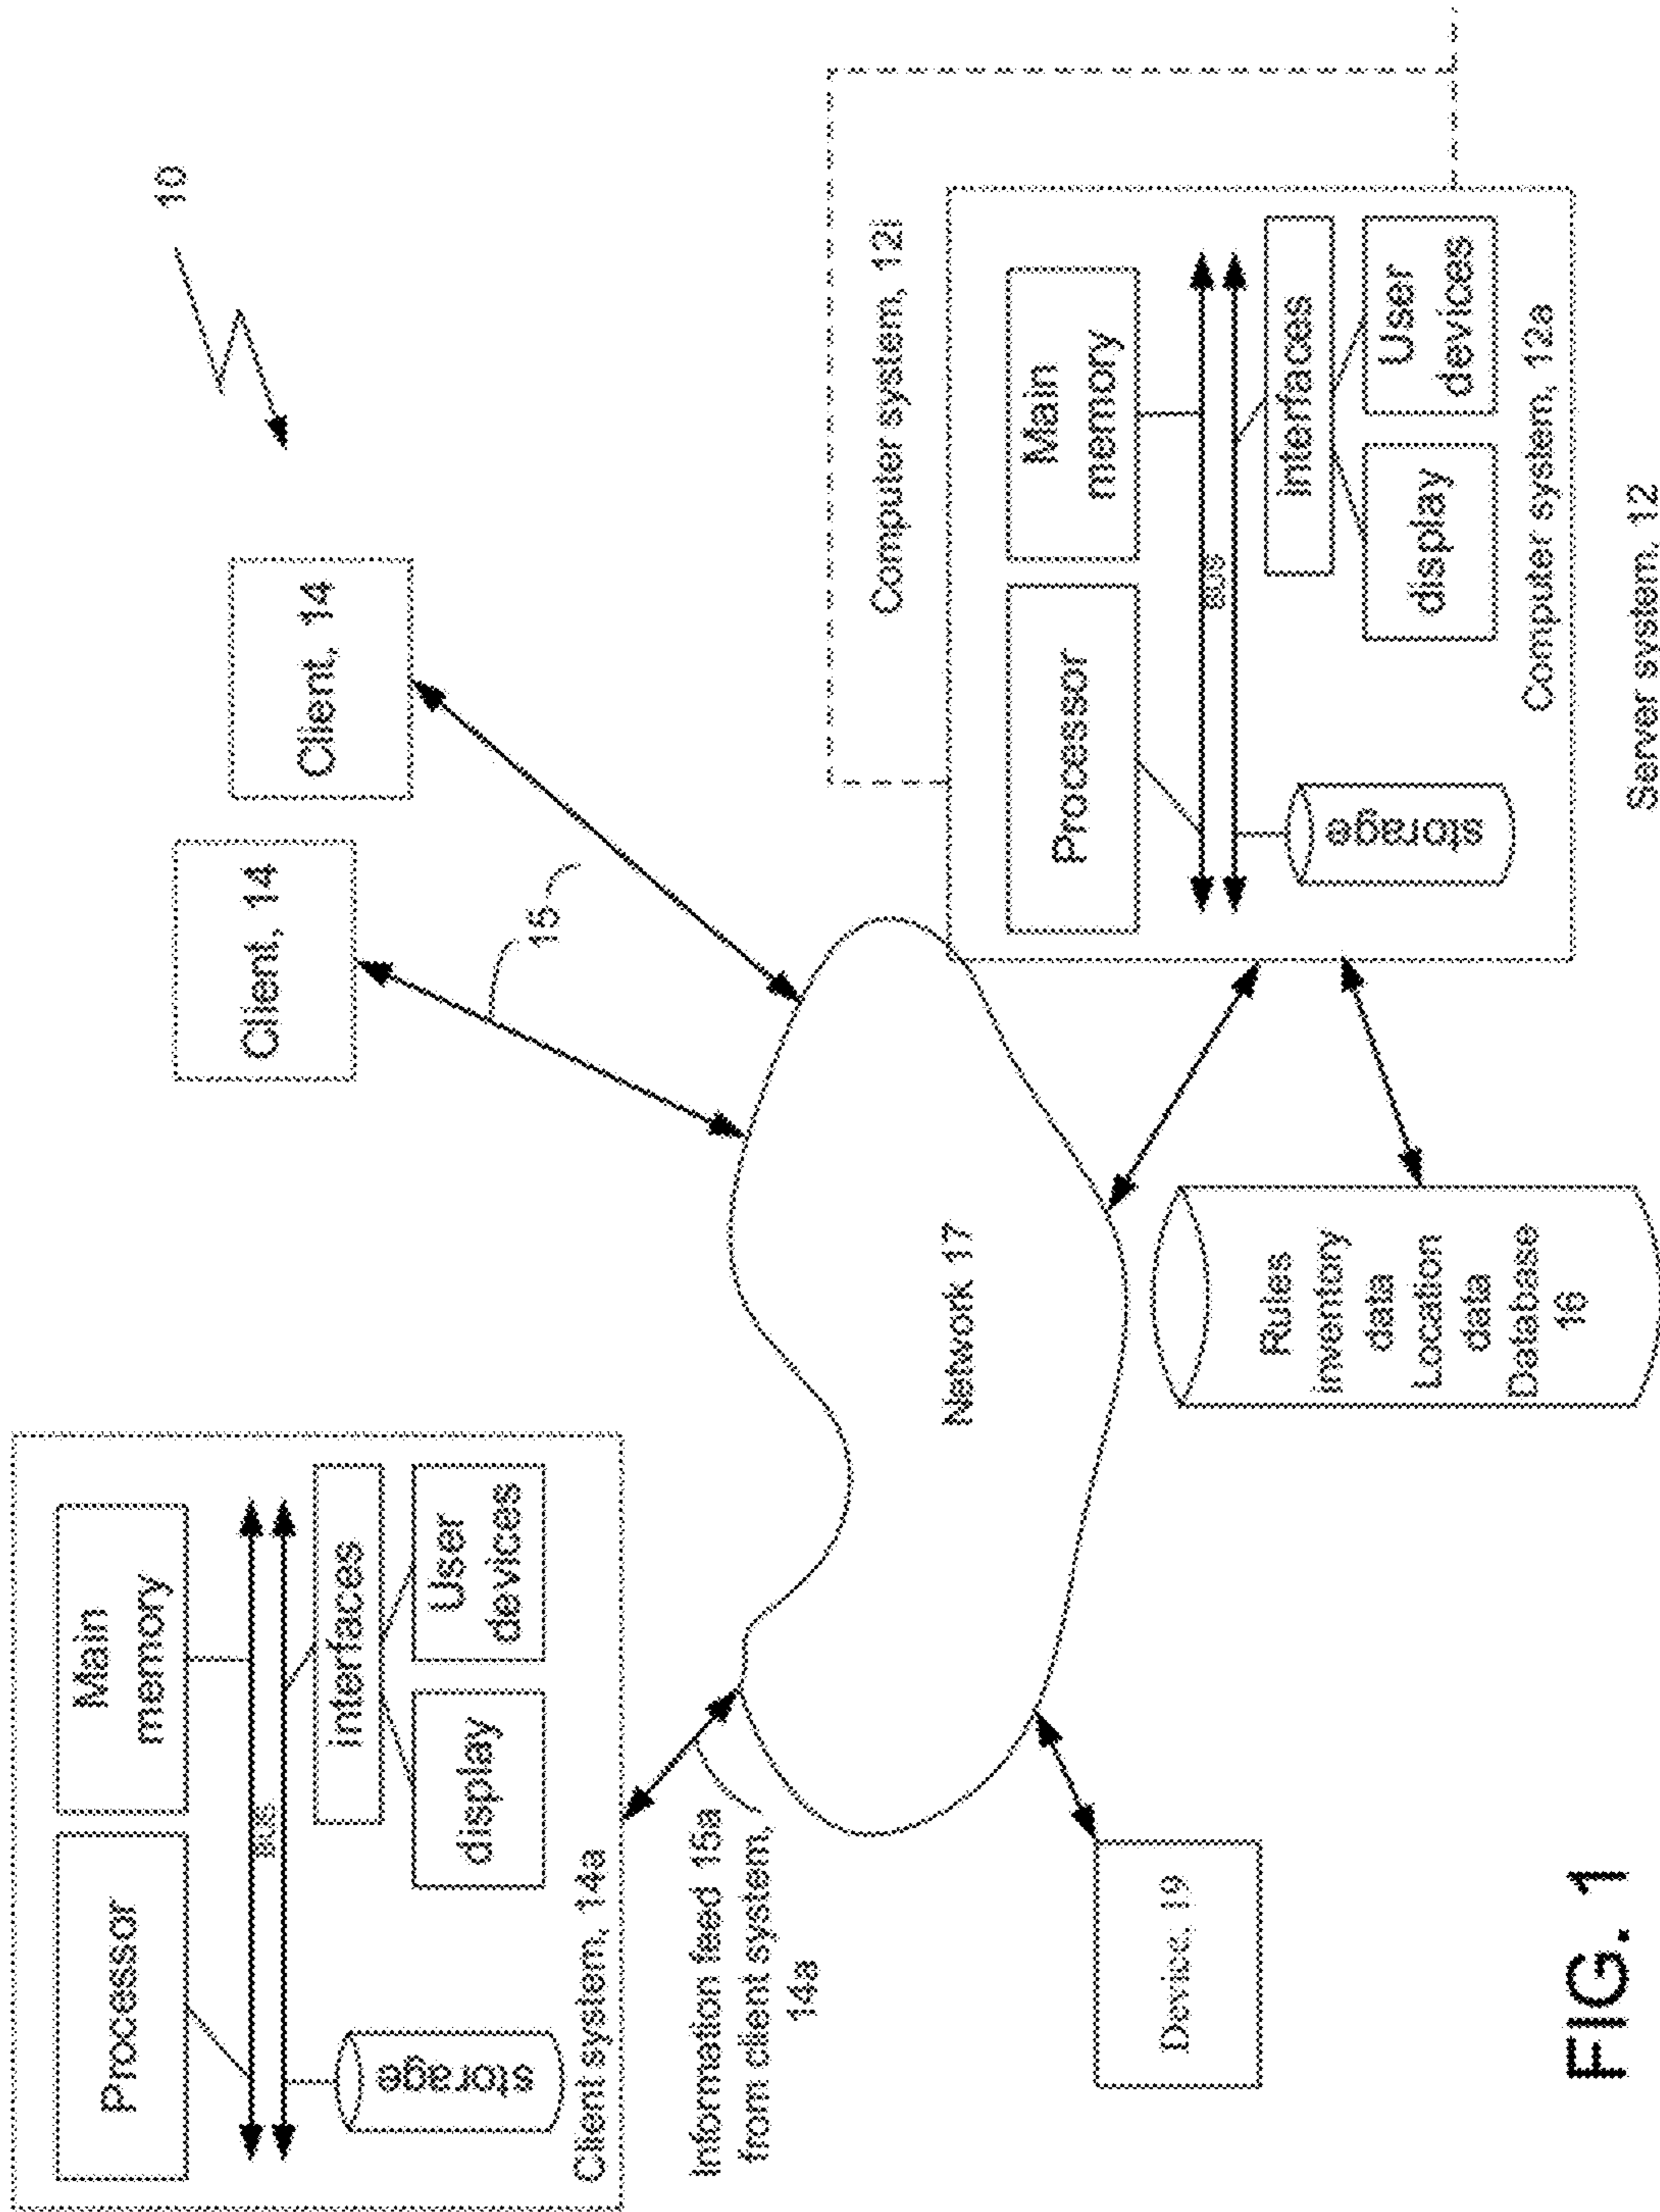 10
Client, 14
Client, 14
15
Processor
Main
memory
BUS
storage
interfaces
display
User
devices
Client system, 14a
Information feed 15a
from client system,
14a
Network 17
Device, 19
Computer system, 12i
Processor
Main
memory
BUS
storage
interfaces
display
User
devices
Computer system, 12a
Server system, 12
Rules
inventory
data
Location
data
Database
16
FIG. 1